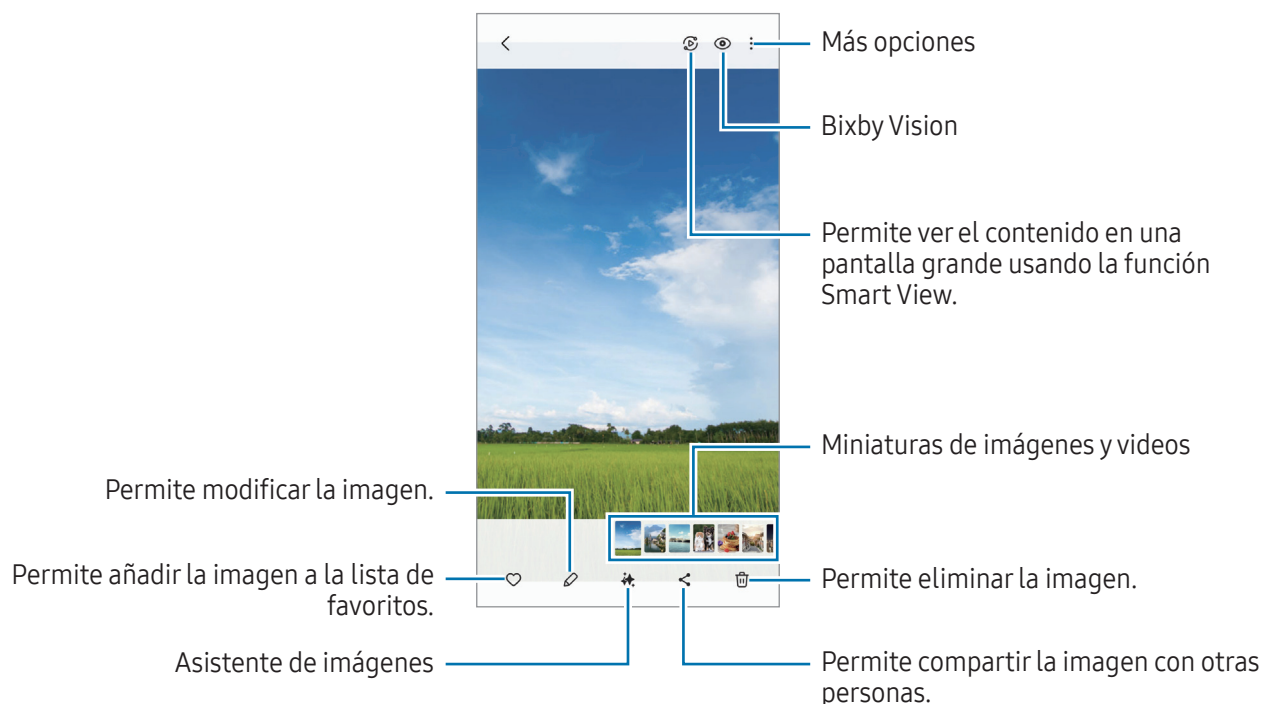 Más opciones
Bixby Vision
Permite ver el contenido en una
pantalla grande usando la función
Smart View.
Miniaturas de imágenes y videos
Permite modificar la imagen.
Permite añadir la imagen a la lista de
favoritos.
Permite eliminar la imagen.
Asistente de imágenes
Permite compartir la imagen con otras
personas.